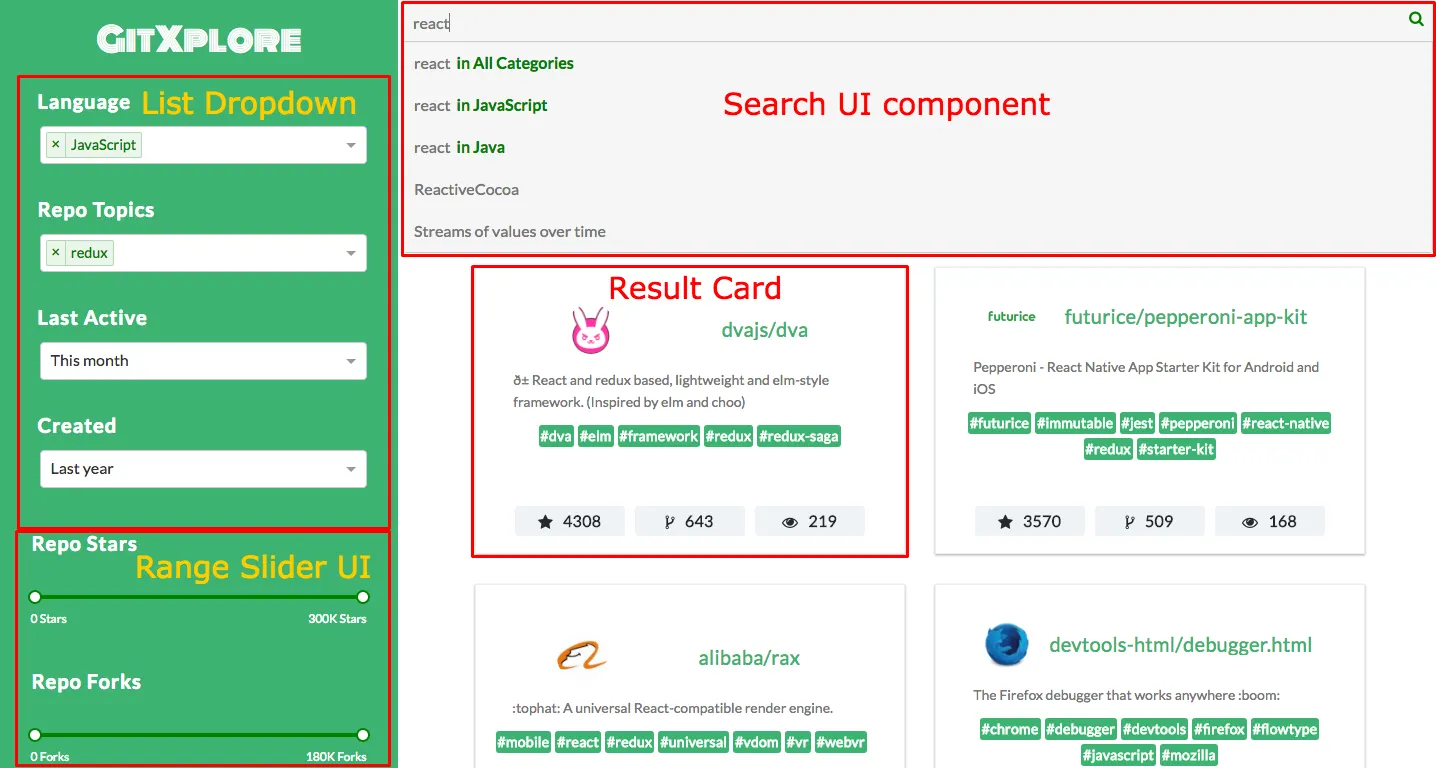 GitXplore
Language List Dropdown
× JavaScript
Repo Topics
× redux
Last Active
This month
Created
Last year
Repo Stars
Range Slider UI
0 Stars 300K Stars
Repo Forks
0 Forks 180K Forks
react
react in All Categories
react in JavaScript
react in Java
ReactiveCocoa
Streams of values over time
Search UI component
Result Card
dvajs/dva
ð± React and redux based, lightweight and elm-style
framework. (Inspired by elm and choo)
#dva #elm #framework #redux #redux-saga
4308 643 219
futurice futurice/pepperoni-app-kit
Pepperoni - React Native App Starter Kit for Android and
iOS
#futurice #immutable #jest #pepperoni #react-native
#redux #starter-kit
3570 509 168
alibaba/rax
:tophat: A universal React-compatible render engine.
#mobile #react #redux #universal #vdom #vr #webvr
devtools-html/debugger.html
The Firefox debugger that works anywhere :boom:
#chrome #debugger #devtools #firefox #flowtype
#javascript #mozilla